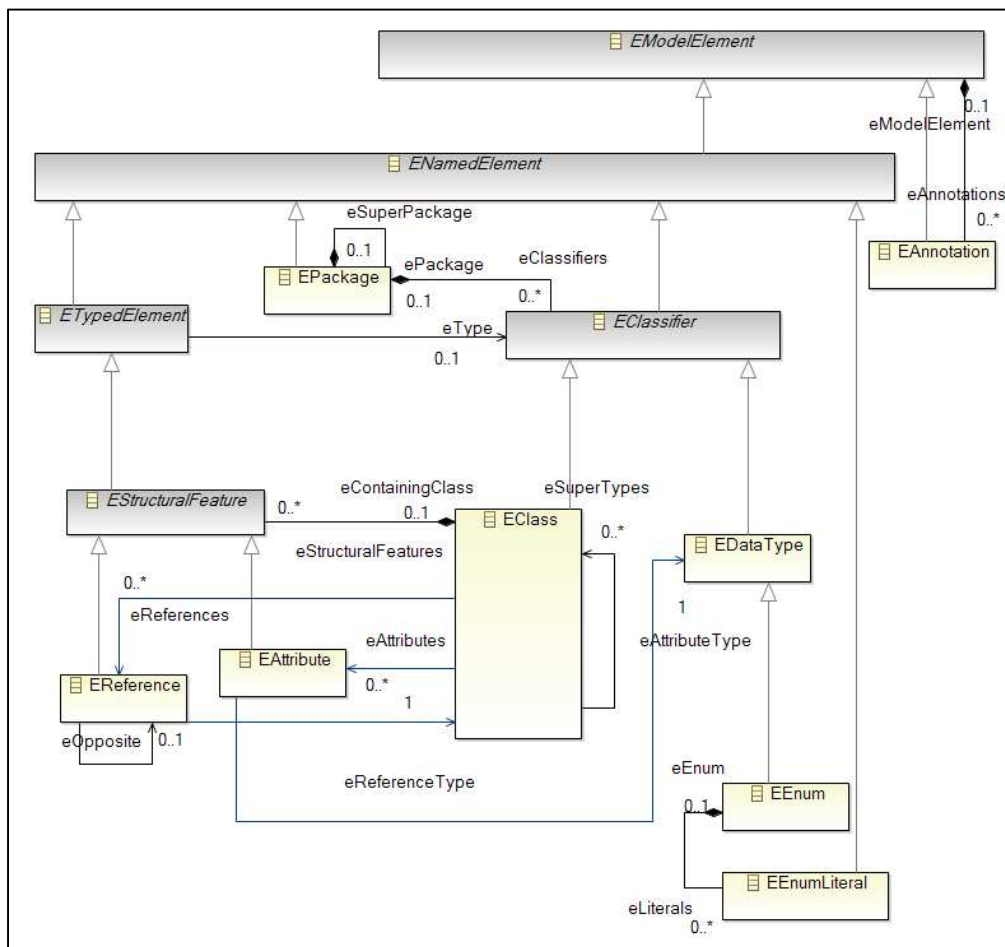 EModelElement
0..1
eModelElement
ENamedElement
eAnnotations
eSuperPackage
0..*
0..1
EAnnotation
ePackage
eClassifiers
EPackage
0..1
0..*
ETypedElement
eType
EClassifier
0..1
eContainingClass
eSuperTypes
EStructuralFeature
0..*
0..1
EClass
0..*
EDataType
eStructuralFeatures
0..*
1
eReferences
eAttributes
eAttributeType
EAttribute
EReference
0..*
1
eOpposite
0..1
eReferenceType
eEnum
EEnum
0..1
EEnumLiteral
eLiterals
0..*